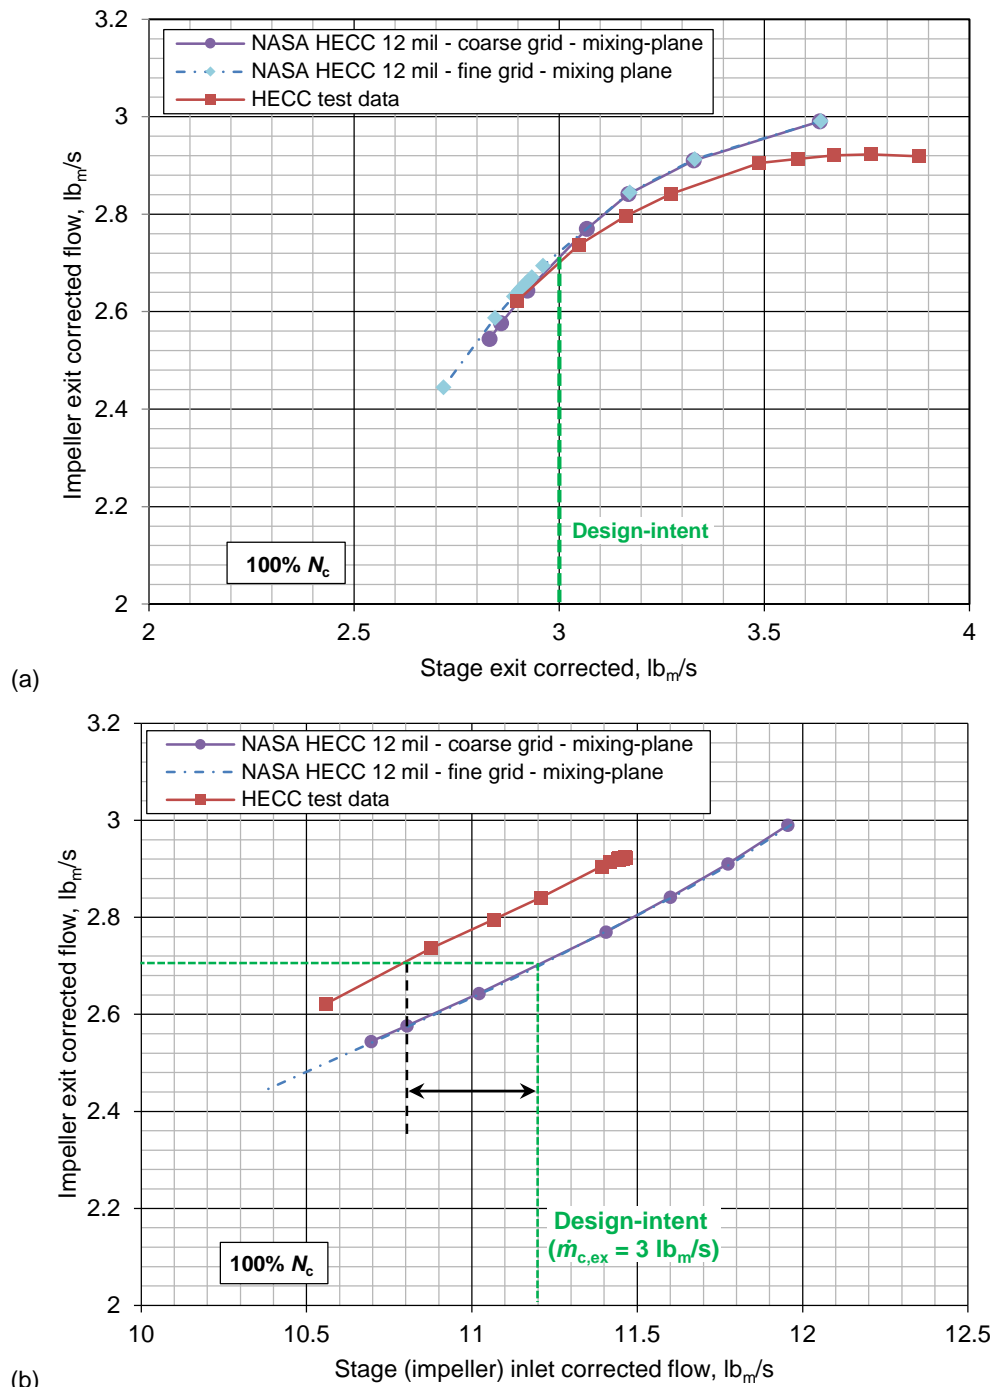 3.2
NASA HECC 12 mil - coarse grid - mixing-plane
NASA HECC 12 mil - fine grid - mixing plane
HECC test data
3
2.8
2.6
2.4
2.2
2
Impeller exit corrected flow, lbm/s
Design-intent
100% Nc
2 2.5 3 3.5 4
Stage exit corrected, lbm/s
(a)
3.2
NASA HECC 12 mil - coarse grid - mixing-plane
NASA HECC 12 mil - fine grid - mixing-plane
HECC test data
3
2.8
2.6
2.4
2.2
2
Impeller exit corrected flow, lbm/s
Design-intent
(ṁc,ex = 3 lbm/s)
100% Nc
10 10.5 11 11.5 12 12.5
Stage (impeller) inlet corrected flow, lbm/s
(b)